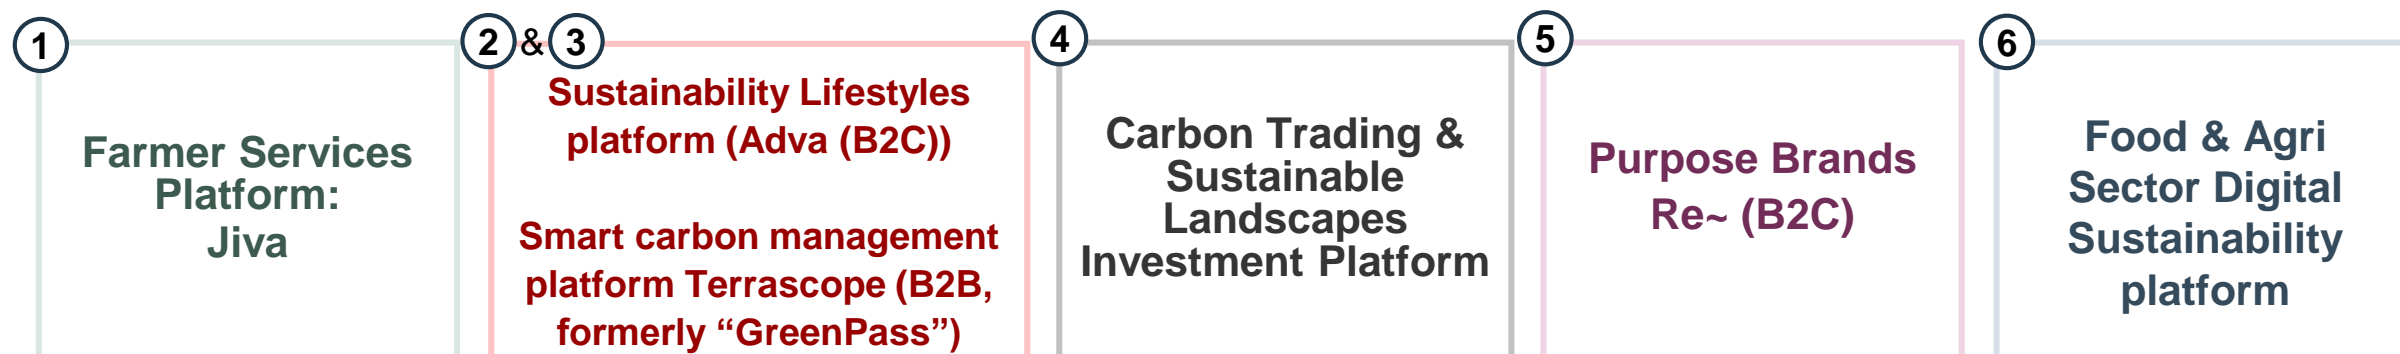 1
Farmer Services
Platform:
Jiva
2 & 3
Sustainability Lifestyles
platform (Adva (B2C))
Smart carbon management
platform Terrascope (B2B,
formerly “GreenPass”)
4
Carbon Trading &
Sustainable
Landscapes
Investment Platform
5
Purpose Brands
Re~ (B2C)
6
Food & Agri
Sector Digital
Sustainability
platform